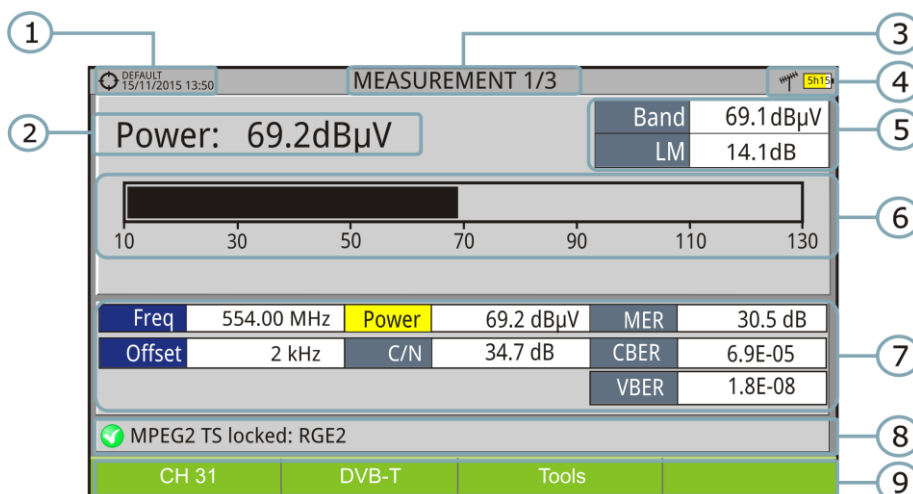 1
3
DEFAULT
15/11/2015 13:50
MEASUREMENT 1/3
5h15
4
2
Power: 69.2dBµV
Band 69.1dBµV
LM 14.1dB
5
6
10 30 50 70 90 110 130
Freq 554.00 MHz Power 69.2 dBµV MER 30.5 dB
Offset 2 kHz C/N 34.7 dB CBER 6.9E-05
7
VBER 1.8E-08
MPEG2 TS locked: RGE2
8
CH 31 DVB-T Tools
9